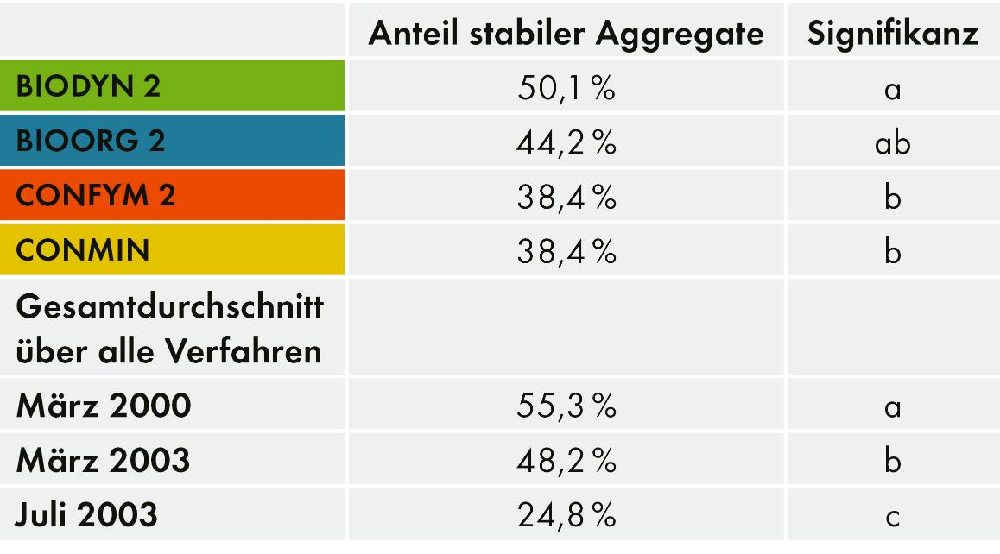 Anteil stabiler Aggregate Signifikanz
BIODYN 2 50,1 % a
BIOORG 2 44,2 % ab
CONFYM 2 38,4 % b
CONMIN 38,4 % b
Gesamtdurchschnitt
über alle Verfahren
März 2000 55,3 % a
März 2003 48,2 % b
Juli 2003 24,8 % c